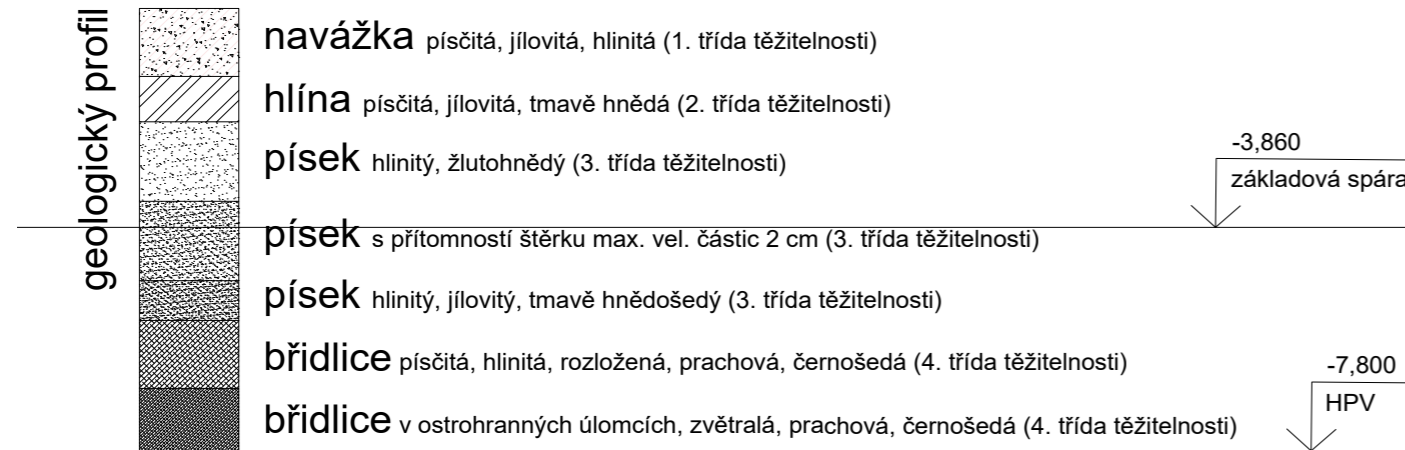 geologický profil
navážka písčitá, jílovitá, hlinitá (1. třída těžitelnosti)
hlína písčitá, jílovitá, tmavě hnědá (2. třída těžitelnosti)
písek hlinitý, žlutohnědý (3. třída těžitelnosti)
-3,860
základová spára
písek s přítomností štěrku max. vel. částic 2 cm (3. třída těžitelnosti)
písek hlinitý, jílovitý, tmavě hnědošedý (3. třída těžitelnosti)
břidlice písčitá, hlinitá, rozložená, prachová, černošedá (4. třída těžitelnosti)
-7,800
HPV
břidlice v ostrohranných úlomcích, zvětralá, prachová, černošedá (4. třída těžitelnosti)